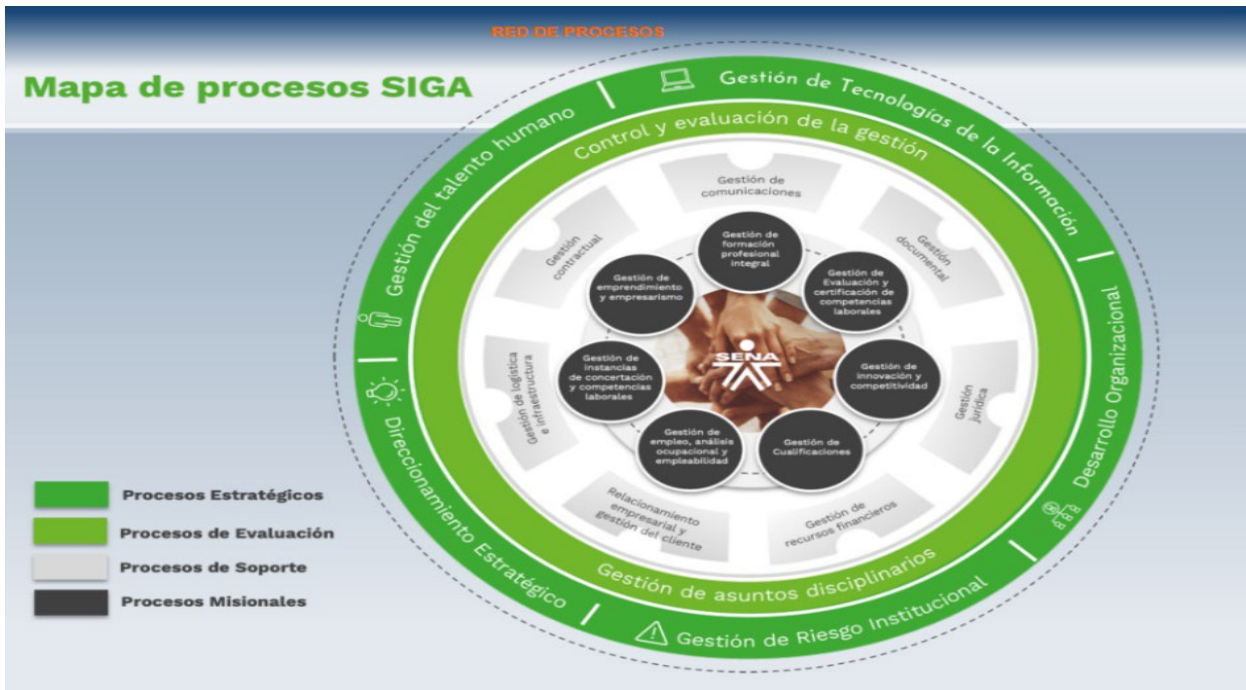 RED DE PROCESOS
Mapa de procesos SIGA
Gestión del talento humano
Gestión de Tecnologías de la Información
Desarrollo Organizacional
Gestión de Riesgo Institucional
Direccionamiento Estratégico
Control y evaluación de la gestión
Gestión de asuntos disciplinarios
Gestión de
comunicaciones
Gestión
documental
Gestión
jurídica
Gestión de
recursos financieros
Relacionamiento
empresarial y
gestión del cliente
Gestión de logística
e infraestructura
Gestión
contractual
Gestión de
formación
profesional
integral
Gestión de
Evaluación y
certificación de
competencias
laborales
Gestión de
innovación y
competitividad
Gestión de
Cualificaciones
Gestión de
empleo, análisis
ocupacional y
empleabilidad
Gestión de
instancias
de concertación
y competencias
laborales
Gestión de
emprendimiento
y empresarismo
SENA
Procesos Estratégicos
Procesos de Evaluación
Procesos de Soporte
Procesos Misionales